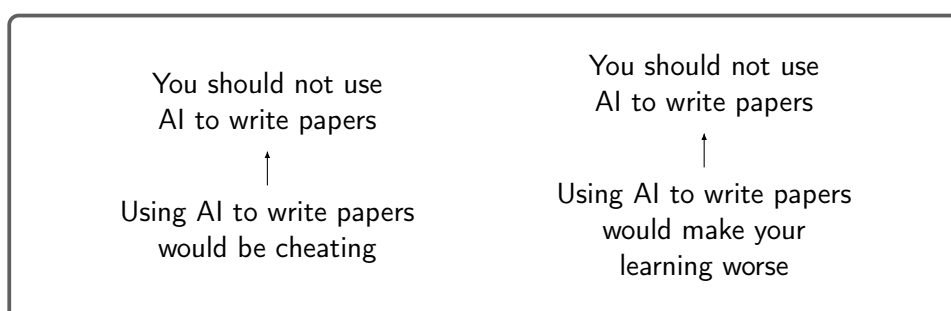 You should not use
AI to write papers
Using AI to write papers
would be cheating
You should not use
AI to write papers
Using AI to write papers
would make your
learning worse